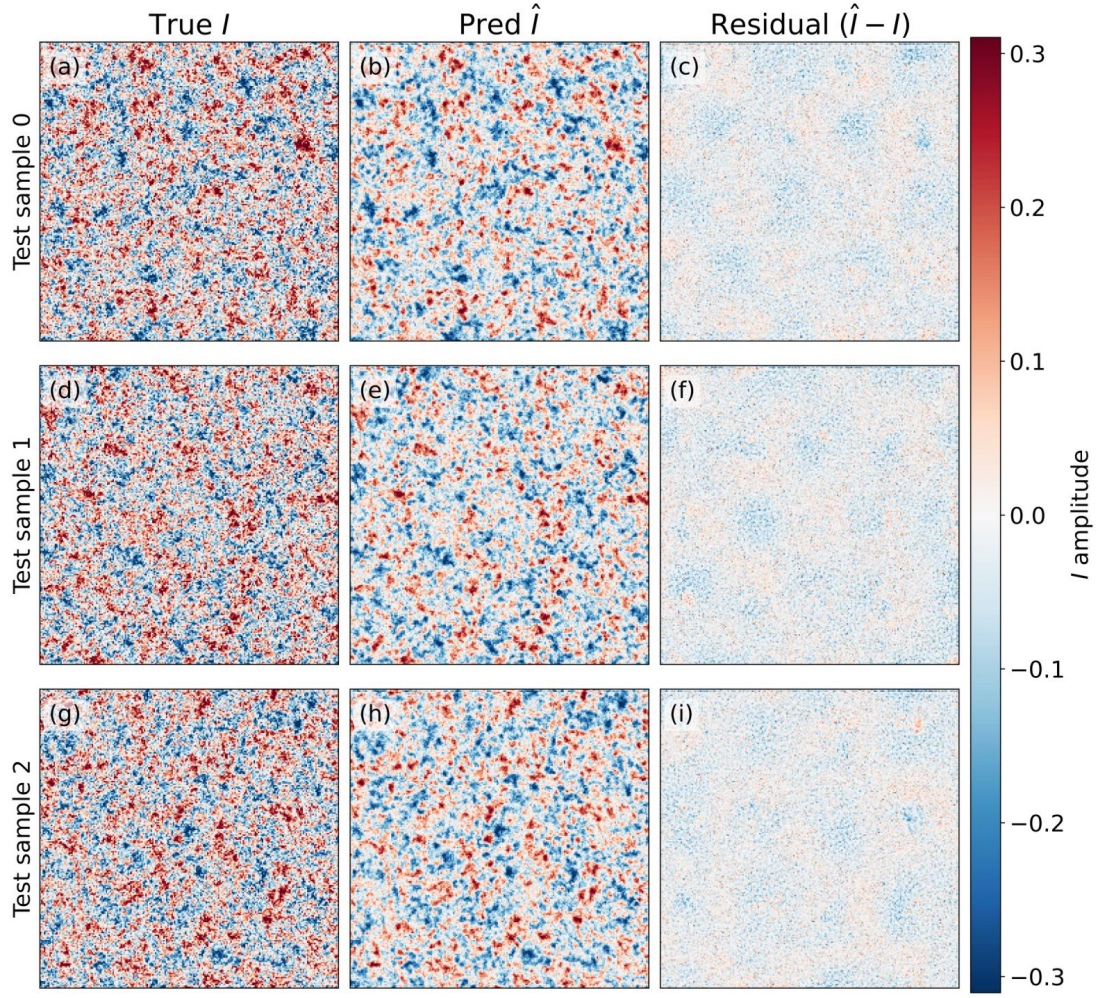 True I
Pred Î
Residual (Î − I)
Test sample 0
(a)
(b)
(c)
Test sample 1
(d)
(e)
(f)
Test sample 2
(g)
(h)
(i)
0.3
0.2
0.1
0.0
−0.1
−0.2
−0.3
I amplitude